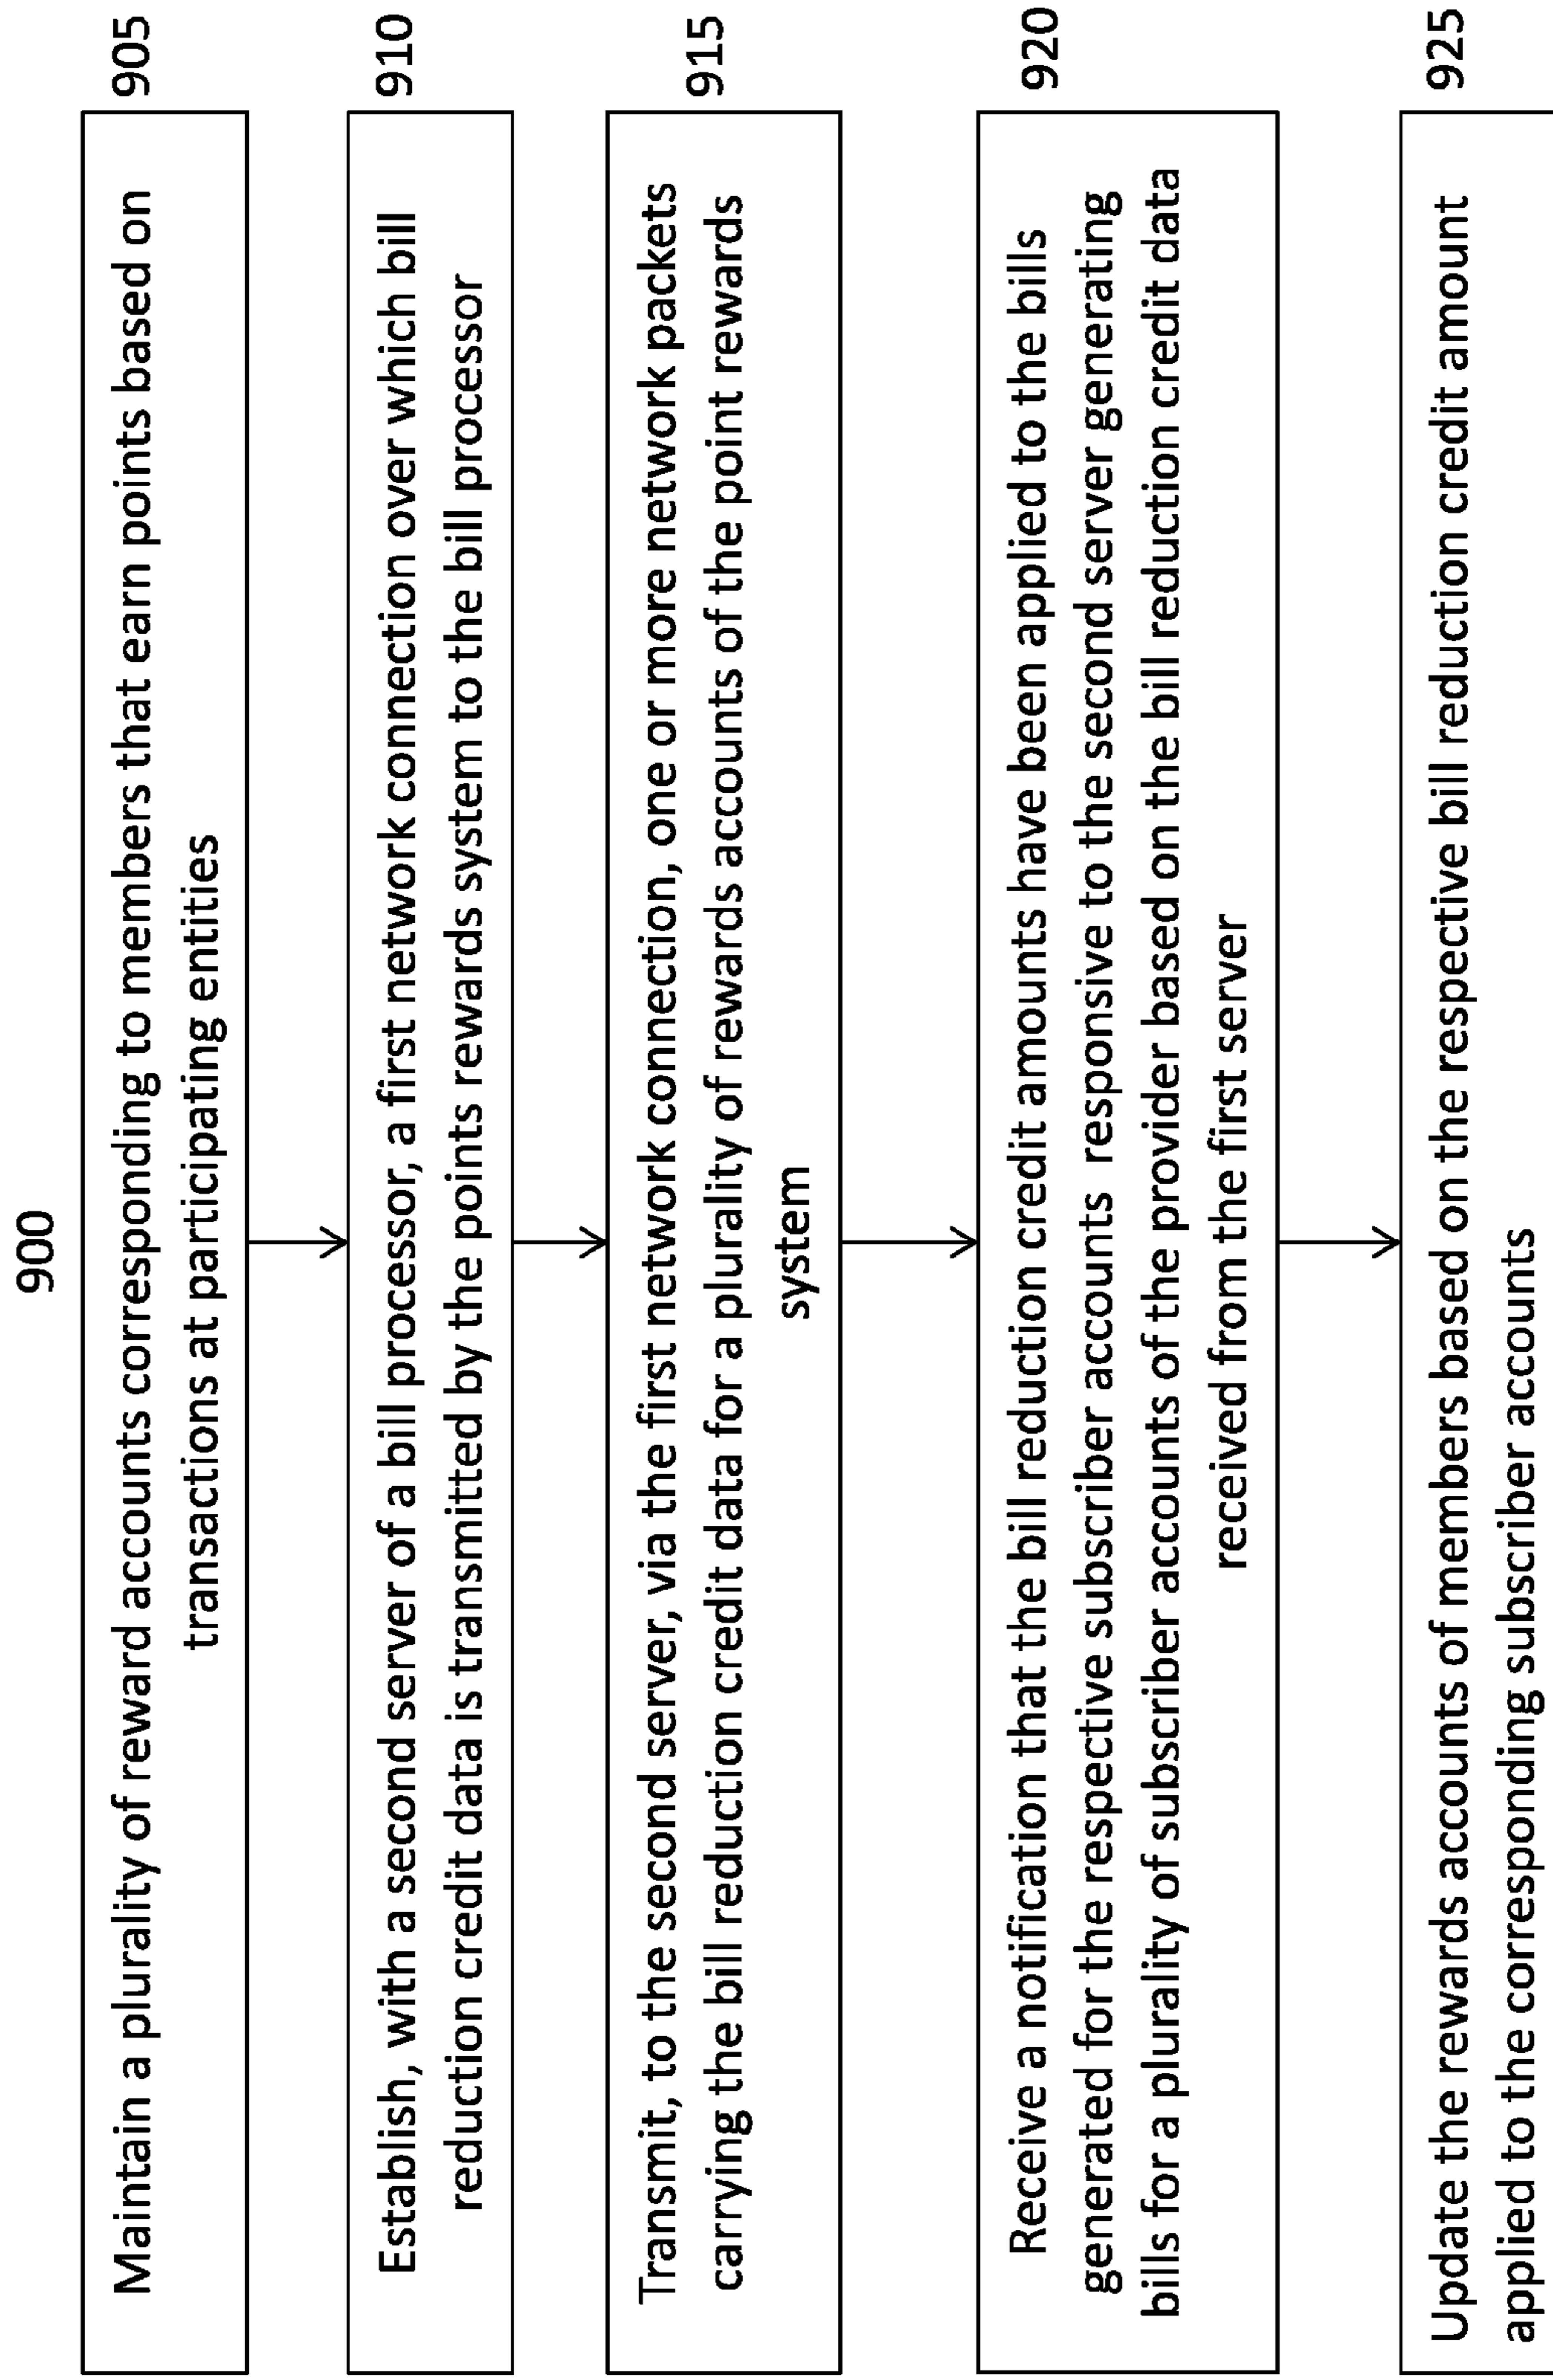 900
Maintain a plurality of reward accounts corresponding to members that earn points based on
transactions at participating entities
905
Establish, with a second server of a bill processor, a first network connection over which bill
reduction credit data is transmitted by the points rewards system to the bill processor
910
Transmit, to the second server, via the first network connection, one or more network packets
carrying the bill reduction credit data for a plurality of rewards accounts of the point rewards
system
915
Receive a notification that the bill reduction credit amounts have been applied to the bills
generated for the respective subscriber accounts responsive to the second server generating
bills for a plurality of subscriber accounts of the provider based on the bill reduction credit data
received from the first server
920
Update the rewards accounts of members based on the respective bill reduction credit amount
applied to the corresponding subscriber accounts
925